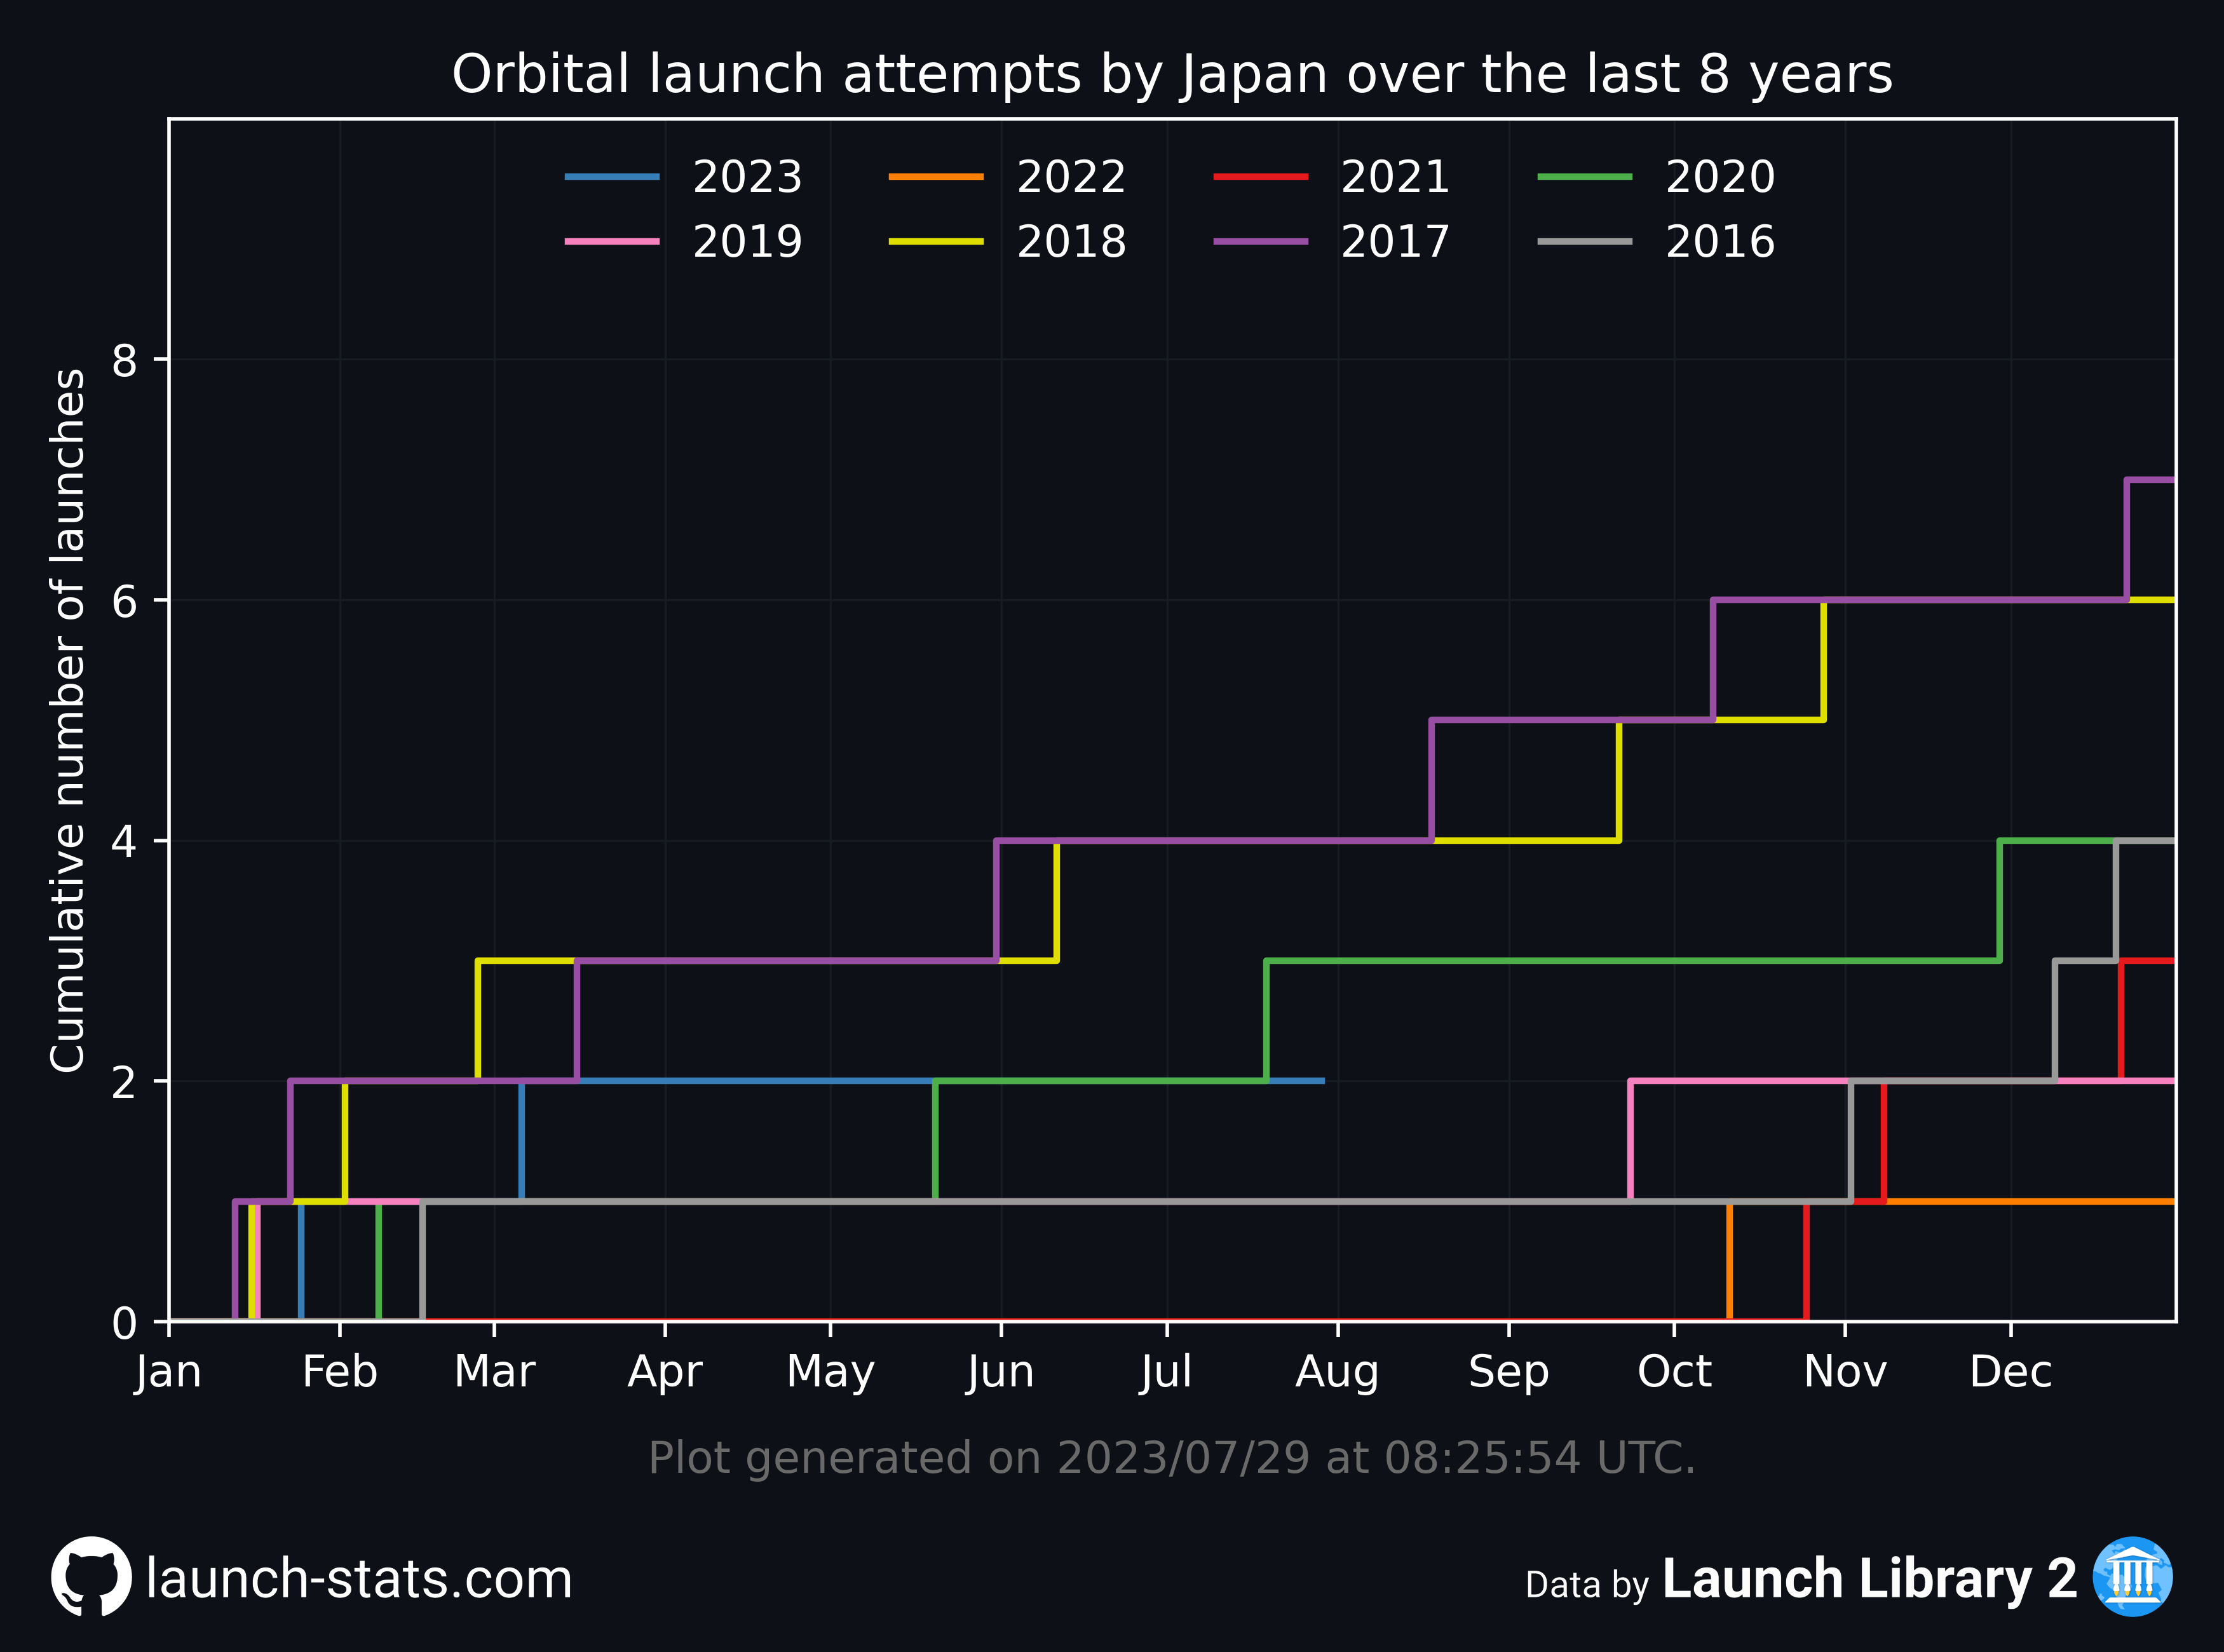 Orbital launch attempts by Japan over the last 8 years
2023 2022 2021 2020
2019 2018 2017 2016
Cumulative number of launches
8
6
4
2
0
Jan Feb Mar Apr May Jun Jul Aug Sep Oct Nov Dec
Plot generated on 2023/07/29 at 08:25:54 UTC.
launch-stats.com
Data by Launch Library 2